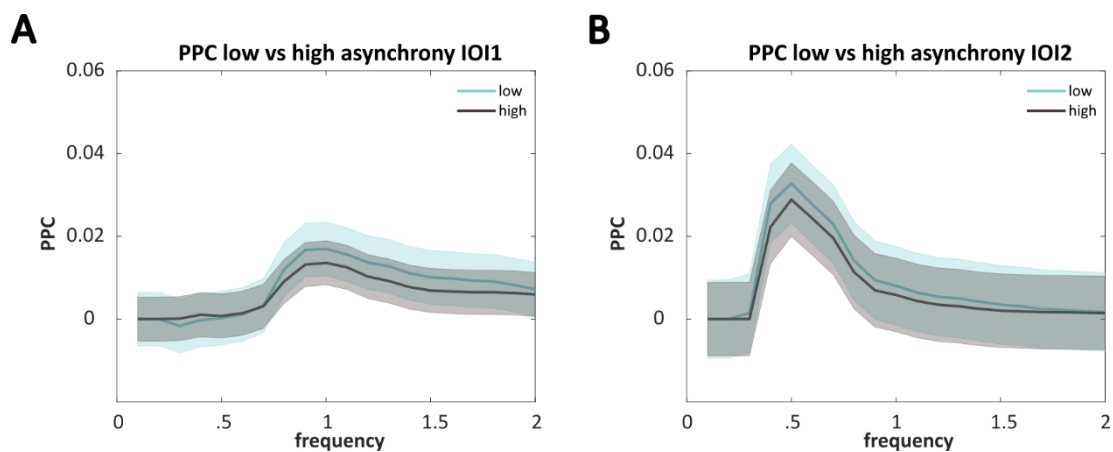 A
PPC low vs high asynchrony IOI1
0.06
0.04
0.02
0
PPC
low
high
0
.5
1
1.5
2
frequency
B
PPC low vs high asynchrony IOI2
0.06
0.04
0.02
0
PPC
low
high
0
.5
1
1.5
2
frequency